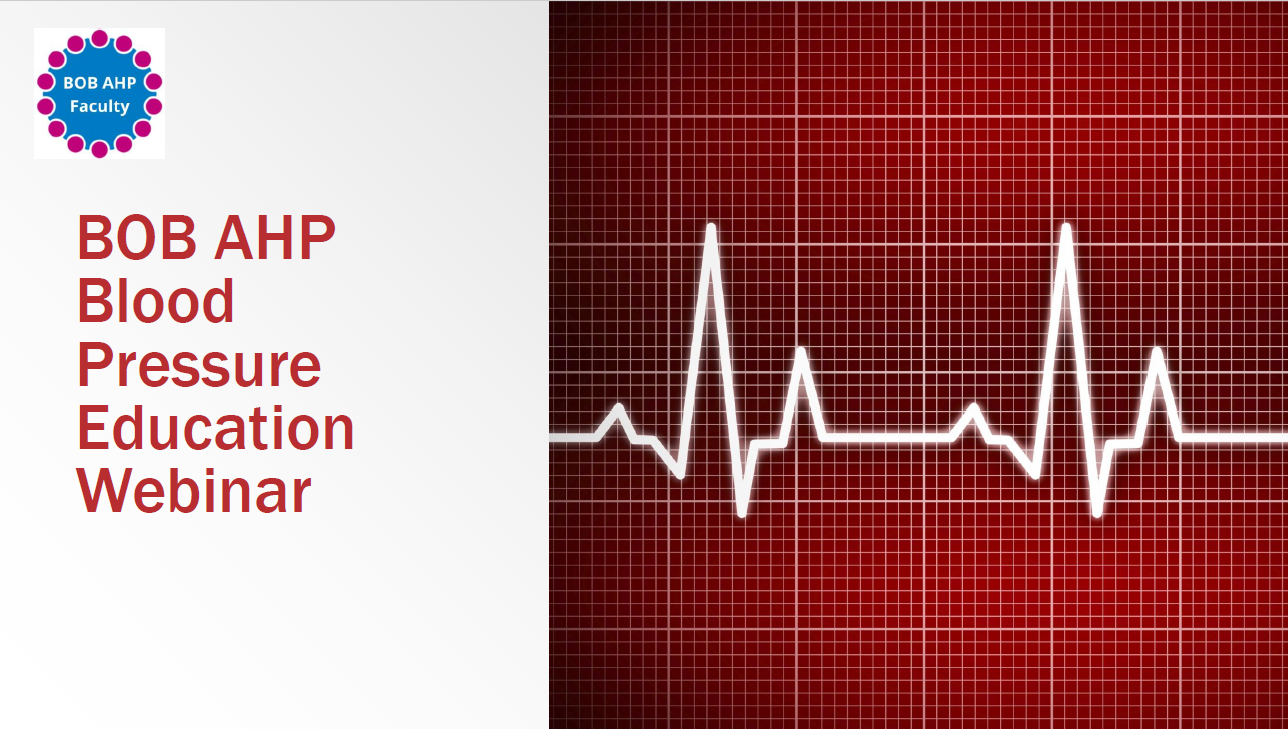 BOB AHP
Faculty
BOB AHP
Blood
Pressure
Education
Webinar